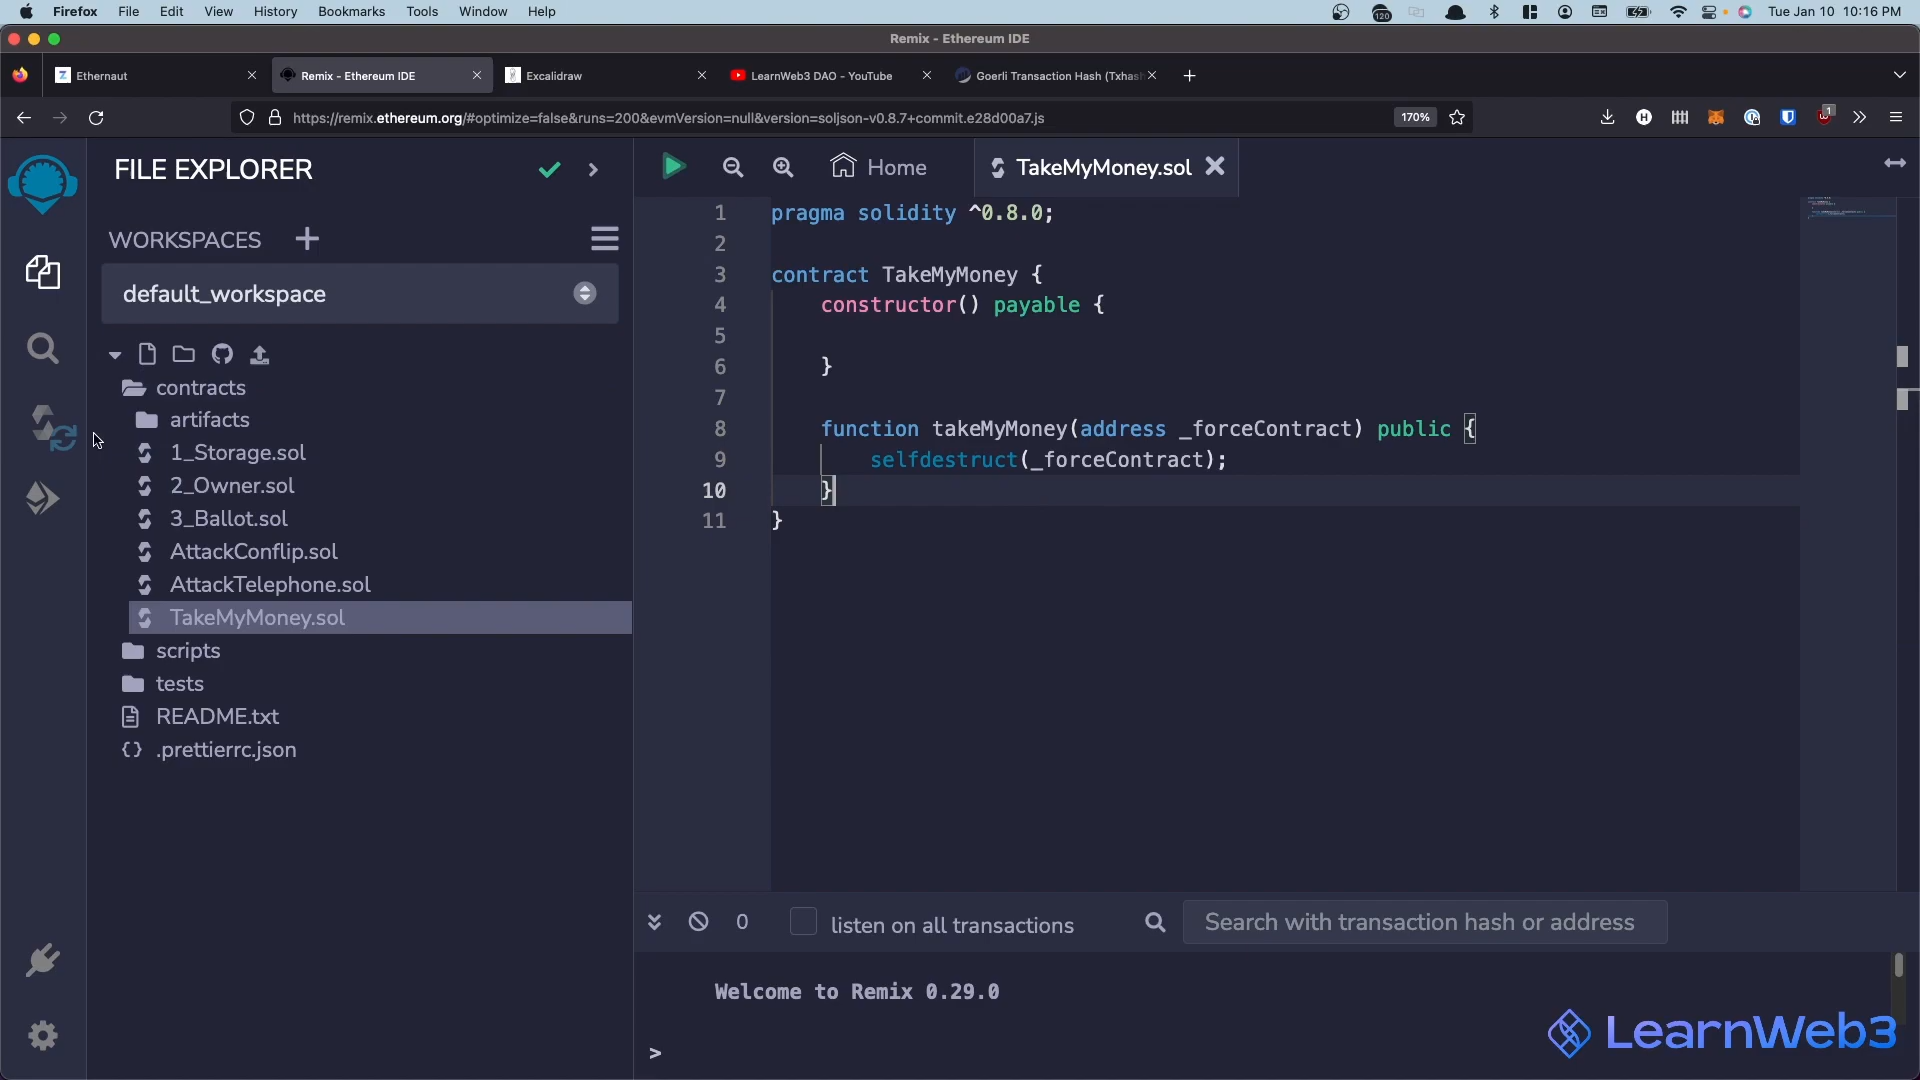 Firefox File Edit View History Bookmarks Tools Window Help
120
Tue Jan 10 10:16 PM
Remix - Ethereum IDE
Ethernaut
Remix - Ethereum IDE
Excalidraw
LearnWeb3 DAO - YouTube
Goerli Transaction Hash (Txhas
https://remix.ethereum.org/#optimize=false&runs=200&evmVersion=null&version=soljson-v0.8.7+commit.e28d00a7.js
170%
1
FILE EXPLORER
WORKSPACES
default_workspace
contracts
artifacts
1_Storage.sol
2_Owner.sol
3_Ballot.sol
AttackConflip.sol
AttackTelephone.sol
TakeMyMoney.sol
scripts
tests
README.txt
.prettierrc.json
Home
TakeMyMoney.sol
1 pragma solidity ^0.8.0;
2
3 contract TakeMyMoney {
4     constructor() payable {
5
6     }
7
8     function takeMyMoney(address _forceContract) public {
9         selfdestruct(_forceContract);
10     }
11 }
0
listen on all transactions
Search with transaction hash or address
Welcome to Remix 0.29.0
>
LearnWeb3